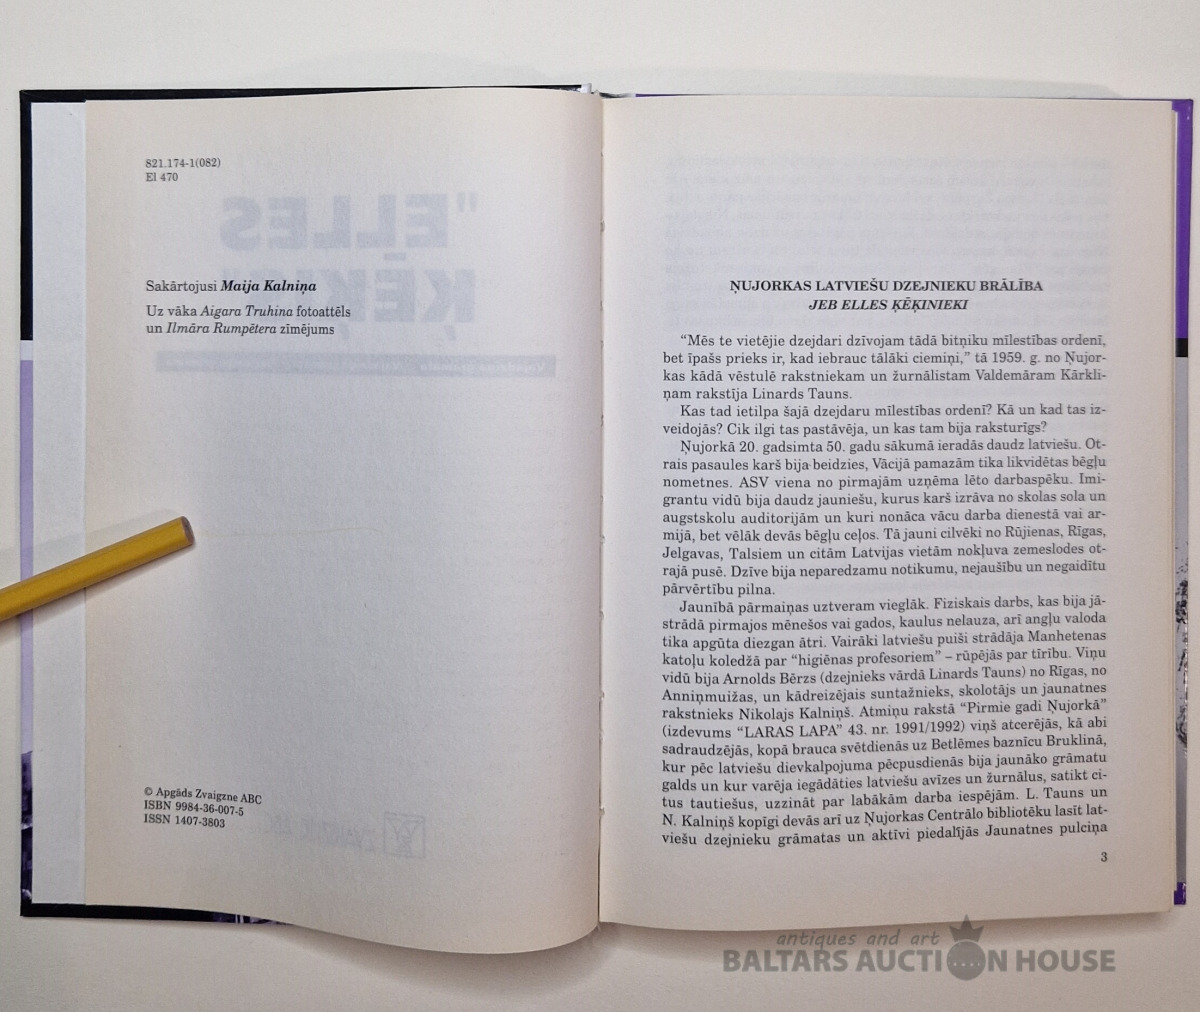 821.174-1(082)
El 470
"ELLES
ĶĒĶIS"
Sakārtojusi Maija Kalniņa
Uz vāka Aigara Truhina fotoattēls
un Ilmāra Rumpētera zīmējums
© Apgāds Zvaigzne ABC
ISBN 9984-36-007-5
ISSN 1407-3803
ZVAIGZNE ABC
ŅUJORKAS LATVIEŠU DZEJNIEKU BRĀLĪBA
JEB ELLES ĶĒĶINIEKI
“Mēs te vietējie dzejdari dzīvojam tādā bitņiku mīlestības ordenī,
bet īpašs prieks ir, kad iebrauc tālāki ciemiņi,” tā 1959. g. no Ņujor-
kas kādā vēstulē rakstniekam un žurnālistam Valdemāram Kārkli-
ņam rakstīja Linards Tauns.
Kas tad ietilpa šajā dzejdaru mīlestības ordenī? Kā un kad tas iz-
veidojās? Cik ilgi tas pastāvēja, un kas tam bija raksturīgs?
Ņujorkā 20. gadsimta 50. gadu sākumā ieradās daudz latviešu. Ot-
rais pasaules karš bija beidzies, Vācijā pamazām tika likvidētas bēgļu
nometnes. ASV viena no pirmajām uzņēma lēto darbaspēku. Imi-
grantu vidū bija daudz jauniešu, kurus karš izrāva no skolas sola un
augstskolu auditorijām un kuri nonāca vācu darba dienestā vai ar-
mijā, bet vēlāk devās bēgļu ceļos. Tā jauni cilvēki no Rūjienas, Rīgas,
Jelgavas, Talsiem un citām Latvijas vietām nokļuva zemeslodes ot-
rajā pusē. Dzīve bija neparedzamu notikumu, nejaušību un negaidītu
pārvērtību pilna.
Jaunībā pārmaiņas uztveram vieglāk. Fiziskais darbs, kas bija jā-
strādā pirmajos mēnešos vai gados, kaulus nelauza, arī angļu valoda
tika apgūta diezgan ātri. Vairāki latviešu puiši strādāja Manhetenas
katoļu koledžā par “higiēnas profesoriem” – rūpējās par tīrību. Viņu
vidū bija Arnolds Bērzs (dzejnieks vārdā Linards Tauns) no Rīgas, no
Anniņmuižas, un kādreizējais suntažnieks, skolotājs un jaunatnes
rakstnieks Nikolajs Kalniņš. Atmiņu rakstā “Pirmie gadi Ņujorkā”
(izdevums “LARAS LAPA” 43. nr. 1991/1992) viņš atcerējās, kā abi
sadraudzējās, kopā brauca svētdienās uz Betlēmes baznīcu Bruklinā,
kur pēc latviešu dievkalpojuma pēcpusdienās bija jaunāko grāmatu
galds un kur varēja iegādāties latviešu avīzes un žurnālus, satikt ci-
tus tautiešus, uzzināt par labākām darba iespējām. L. Tauns un
N. Kalniņš kopīgi devās arī uz Ņujorkas Centrālo bibliotēku lasīt lat-
viešu dzejnieku grāmatas un aktīvi piedalījās Jaunatnes pulciņa
3
antiques and art
BALTARS AUCTION HOUSE